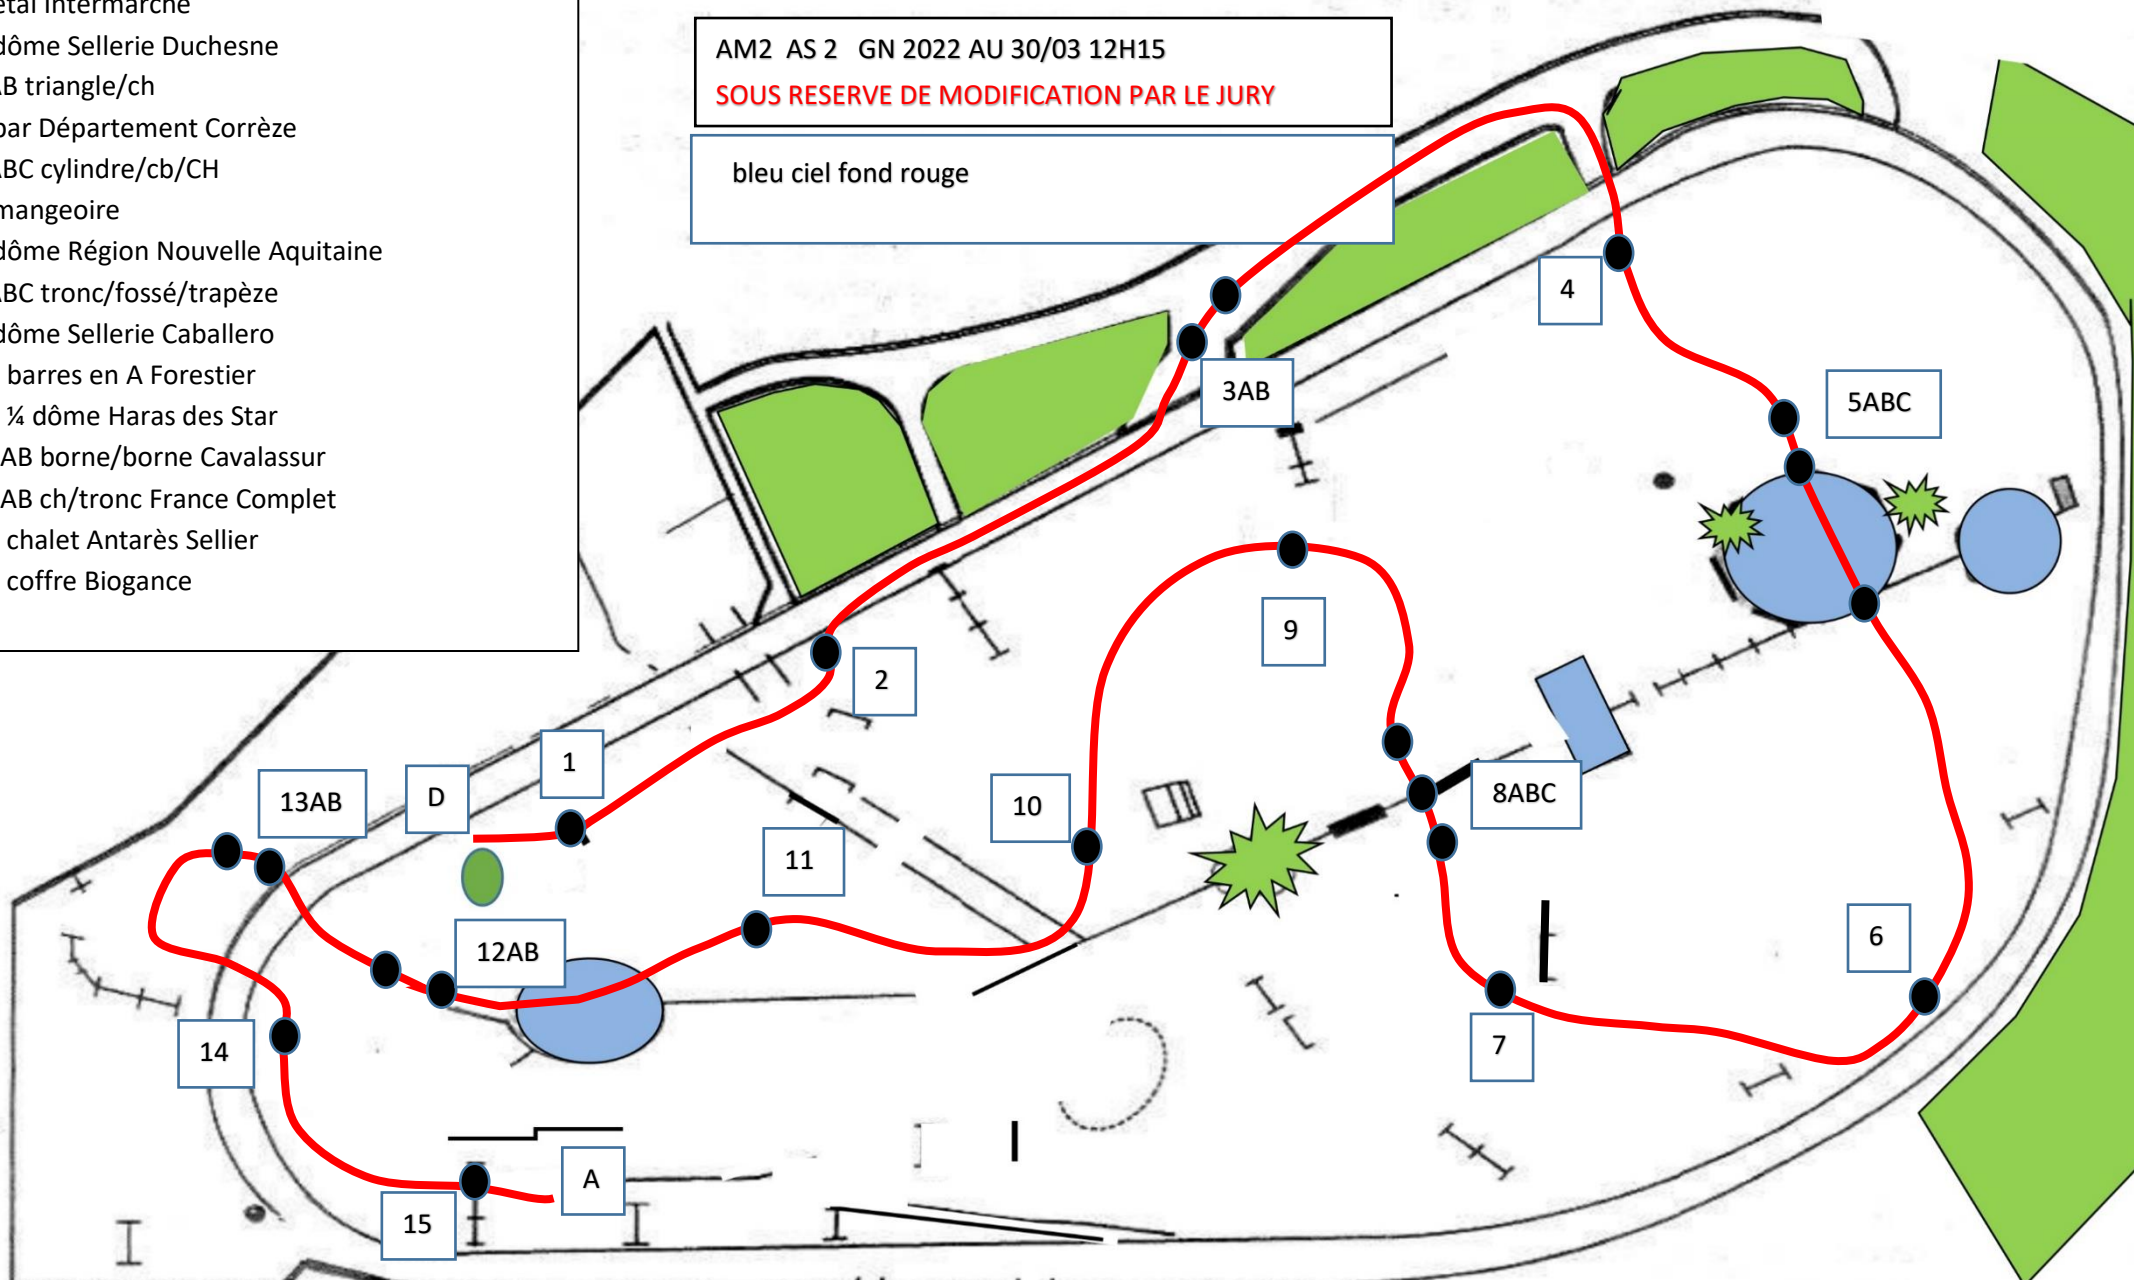 étal Intermarché
dôme Sellerie Duchesne
AB triangle/ch
par Département Corrèze
ABC cylindre/cb/CH
mangeoire
dôme Région Nouvelle Aquitaine
ABC tronc/fossé/trapèze
dôme Sellerie Caballero
barres en A Forestier
¼ dôme Haras des Star
AB borne/borne Cavalassur
AB ch/tronc France Complet
chalet Antarès Sellier
coffre Biogance
AM2 AS 2 GN 2022 AU 30/03 12H15
SOUS RESERVE DE MODIFICATION PAR LE JURY
bleu ciel fond rouge
4
3AB
5ABC
9
2
1
13AB
D
8ABC
10
11
6
12AB
14
7
A
15